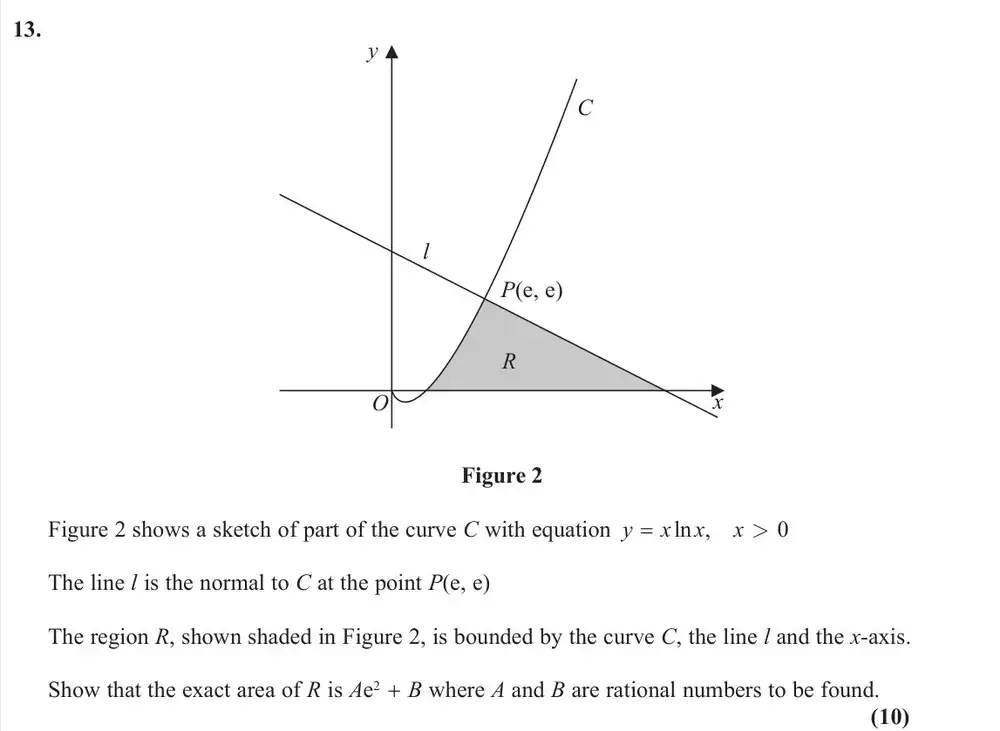 13.
y
C
l
P(e, e)
R
O
x
Figure 2
Figure 2 shows a sketch of part of the curve C with equation y = x ln x, x > 0
The line l is the normal to C at the point P(e, e)
The region R, shown shaded in Figure 2, is bounded by the curve C, the line l and the x-axis.
Show that the exact area of R is Ae² + B where A and B are rational numbers to be found.
(10)